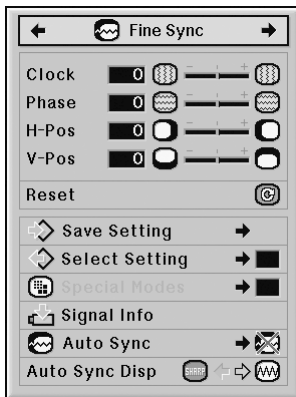 Fine Sync
Clock 0 - +
Phase 0 - +
H-Pos 0 - +
V-Pos 0 - +
Reset
Save Setting
Select Setting
Special Modes
Signal Info
Auto Sync
Auto Sync Disp SHARP